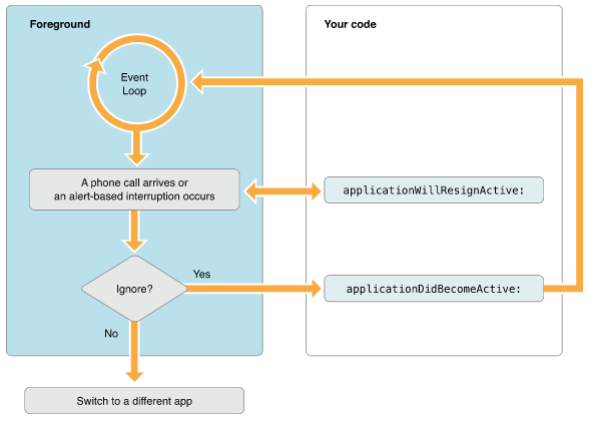 Foreground
Your code
Event
Loop
A phone call arrives or
an alert-based interruption occurs
applicationWillResignActive:
Ignore?
Yes
applicationDidBecomeActive:
No
Switch to a different app